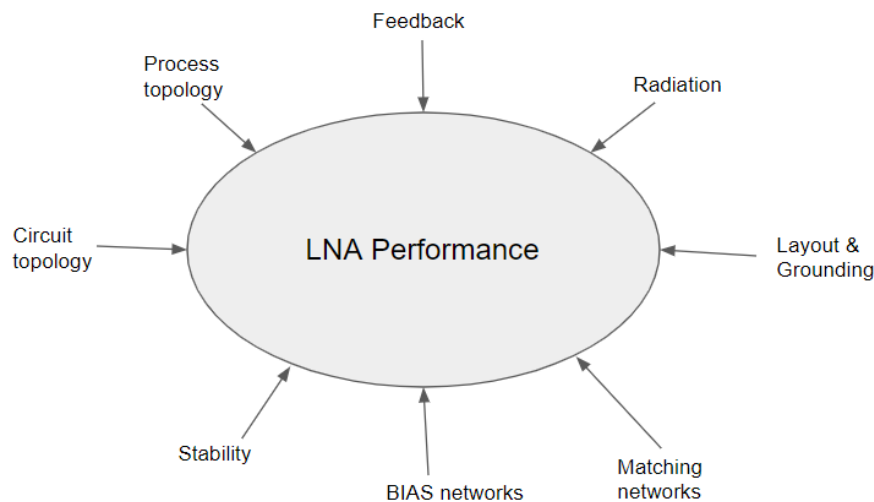 Feedback
Process
topology
Radiation
Circuit
topology
LNA Performance
Layout &
Grounding
Stability
BIAS networks
Matching
networks